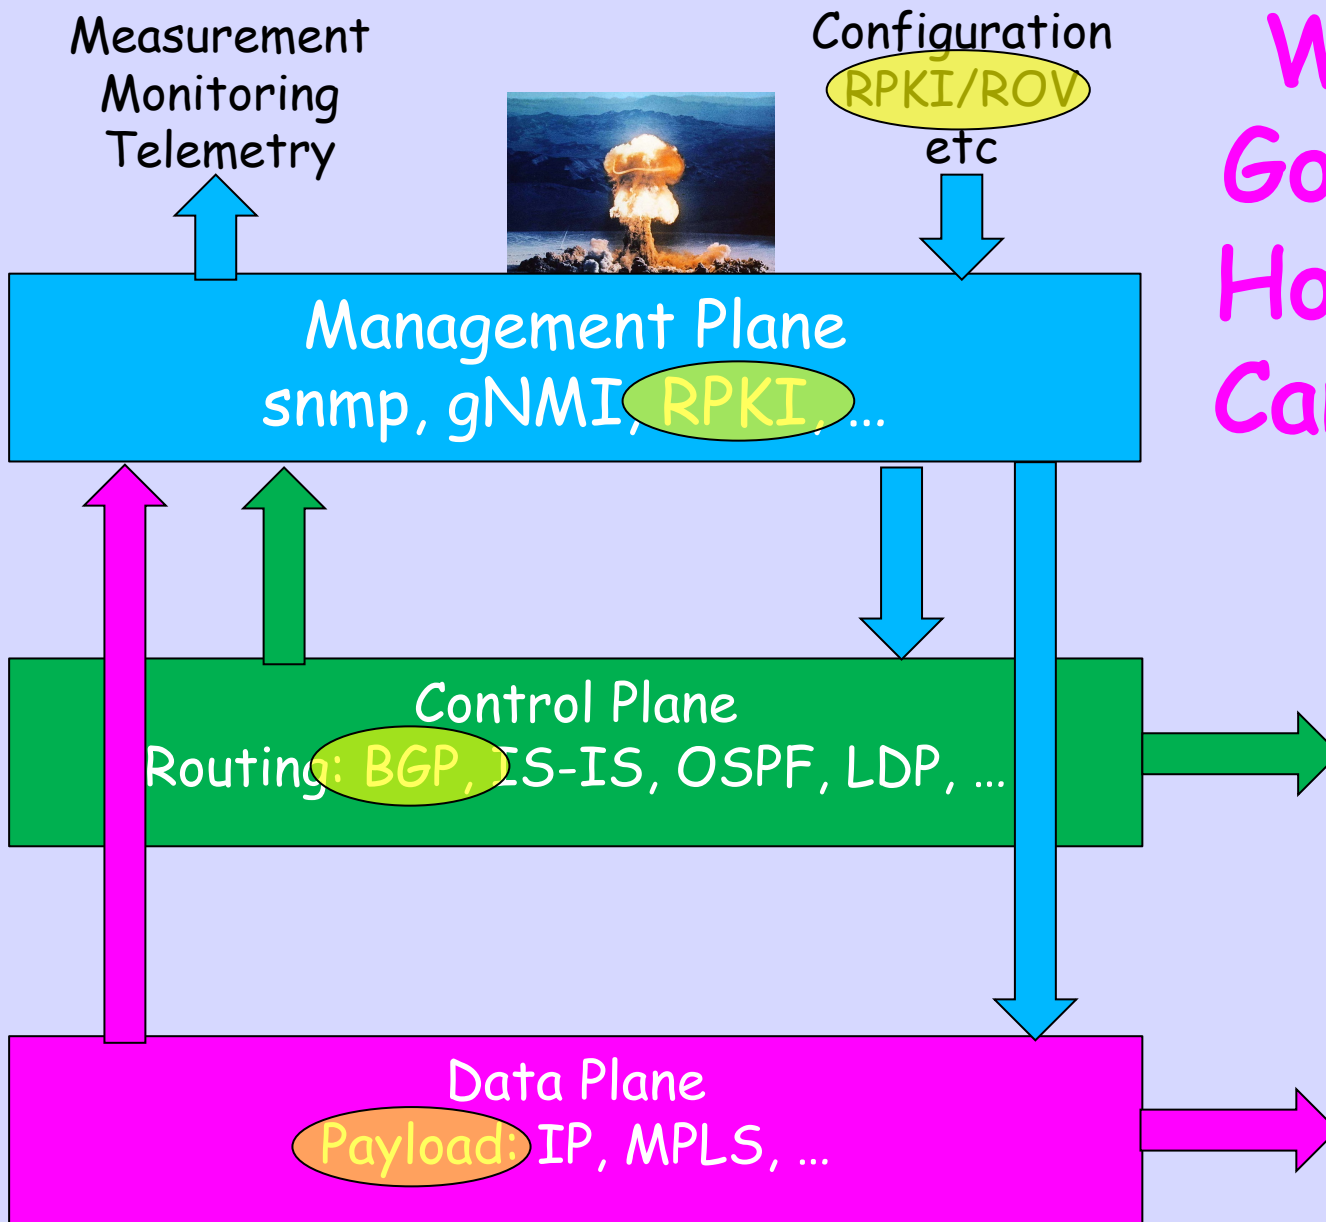 Measurement
Monitoring
Telemetry
Configuration
RPKI/ROV
etc
Management Plane
snmp, gNMI, RPKI, ...
Control Plane
Routing: BGP, IS-IS, OSPF, LDP, ...
Data Plane
Payload: IP, MPLS, ...